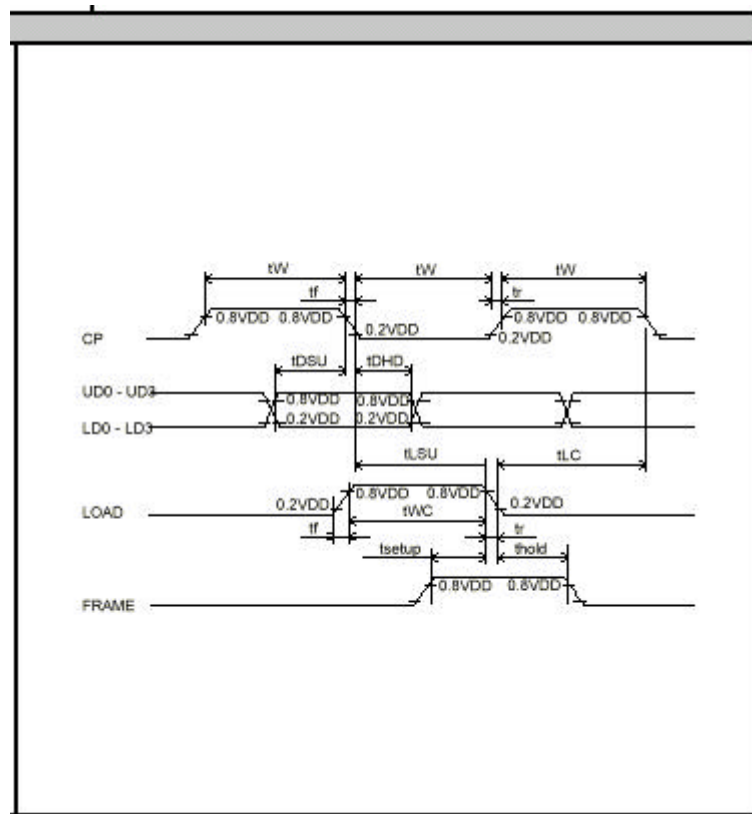 tW tW tW
tf tr
0.8VDD 0.8VDD 0.8VDD 0.8VDD
CP 0.2VDD 0.2VDD
tDSU tDHD
UD0 - UD3 0.8VDD 0.8VDD
LD0 - LD3 0.2VDD 0.2VDD
tLSU tLC
0.8VDD 0.8VDD
LOAD 0.2VDD 0.2VDD
tWC
tf tr
tsetup thold
0.8VDD 0.8VDD
FRAME